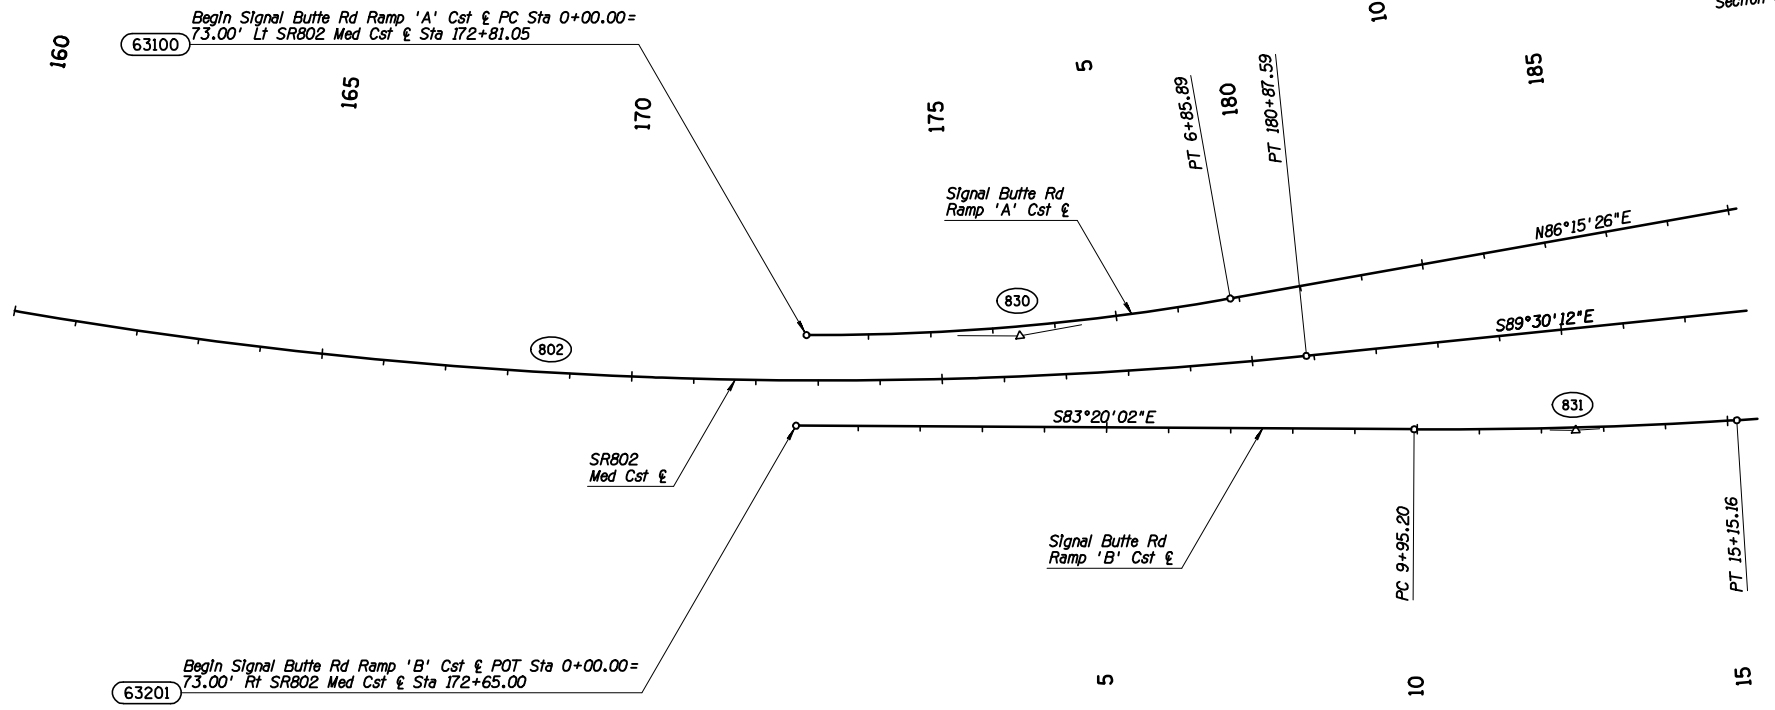 Begin Signal Butte Rd Ramp 'A' Cst ℄ PC Sta 0+00.00=
73.00' Lt SR802 Med Cst ℄ Sta 172+81.05
63100
160
165
170
175
5
180
10
185
PT 6+85.89
PT 180+87.59
Signal Butte Rd
Ramp 'A' Cst ℄
N86°15'26"E
830
802
S89°30'12"E
831
S83°20'02"E
SR802
Med Cst ℄
Signal Butte Rd
Ramp 'B' Cst ℄
PC 9+95.20
PT 15+15.16
Begin Signal Butte Rd Ramp 'B' Cst ℄ POT Sta 0+00.00=
73.00' Rt SR802 Med Cst ℄ Sta 172+65.00
63201
5
10
15